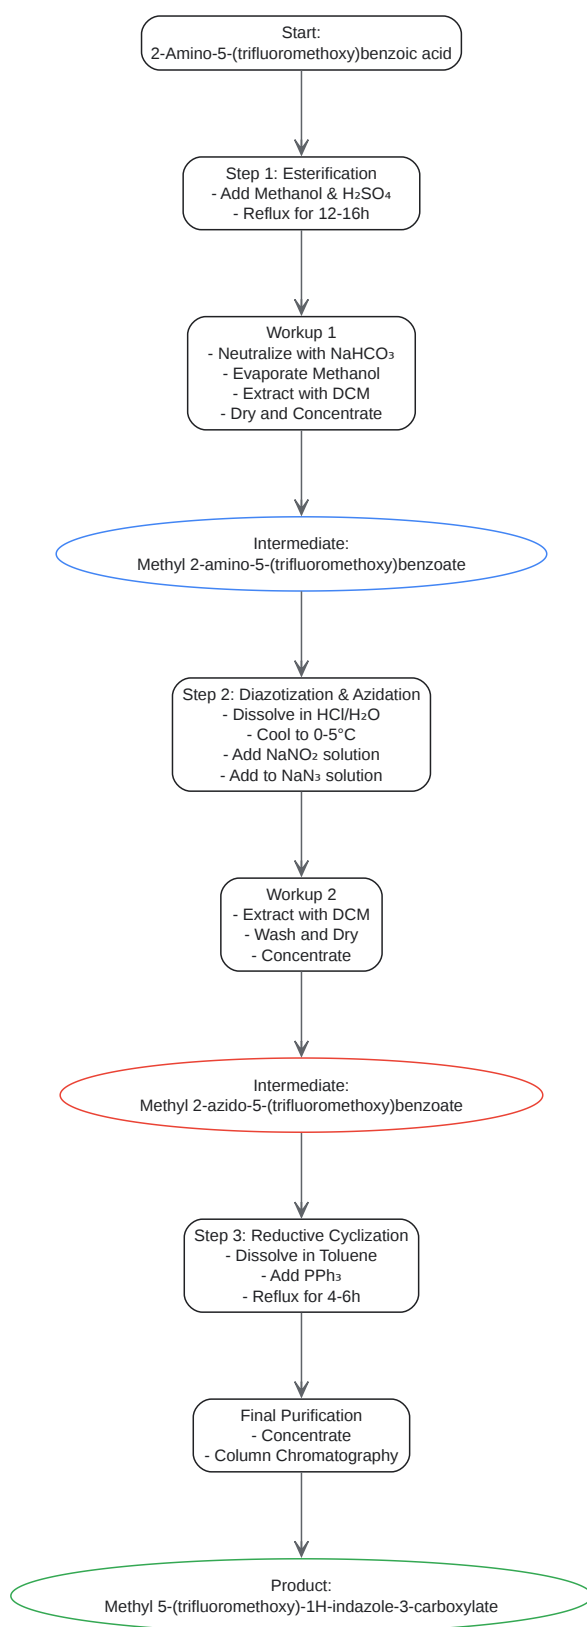 Start:
2-Amino-5-(trifluoromethoxy)benzoic acid
Step 1: Esterification
- Add Methanol & H₂SO₄
- Reflux for 12-16h
Workup 1
- Neutralize with NaHCO₃
- Evaporate Methanol
- Extract with DCM
- Dry and Concentrate
Intermediate:
Methyl 2-amino-5-(trifluoromethoxy)benzoate
Step 2: Diazotization & Azidation
- Dissolve in HCl/H₂O
- Cool to 0-5°C
- Add NaNO₂ solution
- Add to NaN₃ solution
Workup 2
- Extract with DCM
- Wash and Dry
- Concentrate
Intermediate:
Methyl 2-azido-5-(trifluoromethoxy)benzoate
Step 3: Reductive Cyclization
- Dissolve in Toluene
- Add PPh₃
- Reflux for 4-6h
Final Purification
- Concentrate
- Column Chromatography
Product:
Methyl 5-(trifluoromethoxy)-1H-indazole-3-carboxylate